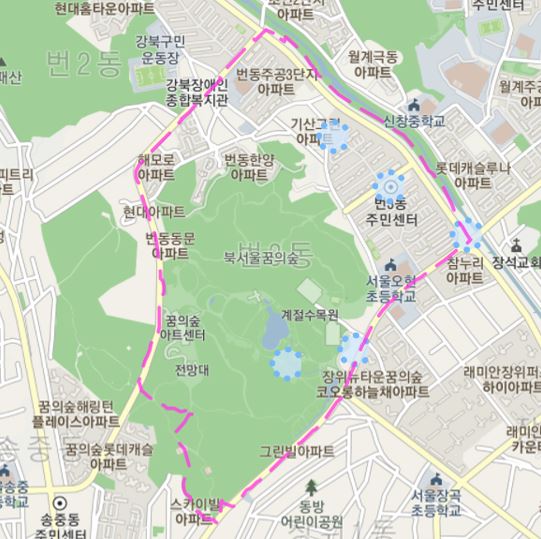 현대홈타운아파트
아파트
주민센터
강북구민
운동장
번2동
월계극동
아파트
강북장애인
종합복지관
번동주공3단지
아파트
월계주공
신창중학교
기산그린
아파트
해모로
아파트
번동한양
아파트
롯데캐슬루나
아파트
피트리
번3동
주민센터
현대아파트
번동동문
아파트
번2동
북서울꿈의숲
참누리
아파트
장석교회
서울오현
초등학교
계절수목원
꿈의숲
아트센터
전망대
장위뉴타운꿈의숲
코오롱하늘채아파트
래미안장위퍼
하이아파트
꿈의숲해링턴
플레이스아파트
래미안
카운티
꿈의숲롯데캐슬
아파트
그린빌아파트
송중
등학교
서울장곡
초등학교
스카이빌
아파트
동방
어린이공원
송중동
주민센터